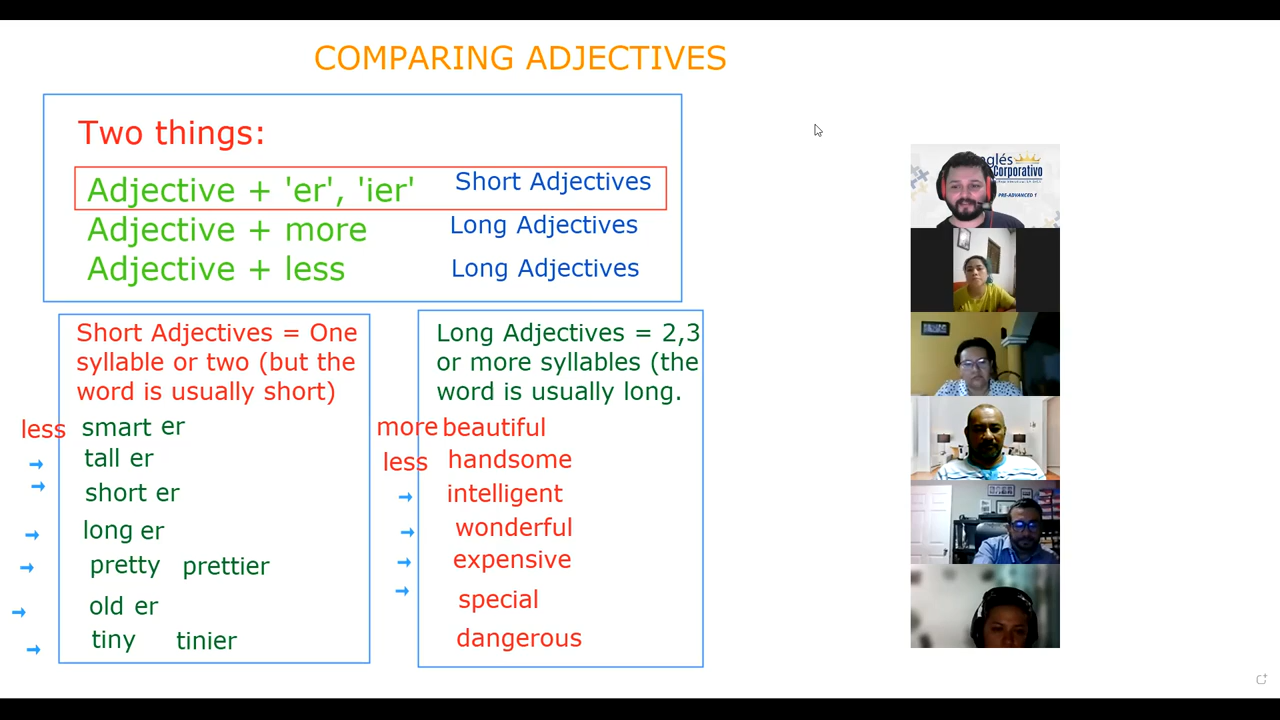 COMPARING ADJECTIVES
Two things:
Adjective + 'er', 'ier' Short Adjectives
Adjective + more Long Adjectives
Adjective + less Long Adjectives
Short Adjectives = One
syllable or two (but the
word is usually short)
less smart er
tall er
short er
long er
pretty prettier
old er
tiny tinier
Long Adjectives = 2,3
or more syllables (the
word is usually long.
more beautiful
less handsome
intelligent
wonderful
expensive
special
dangerous
nglés
Corporativo
PRE-ADVANCED 1